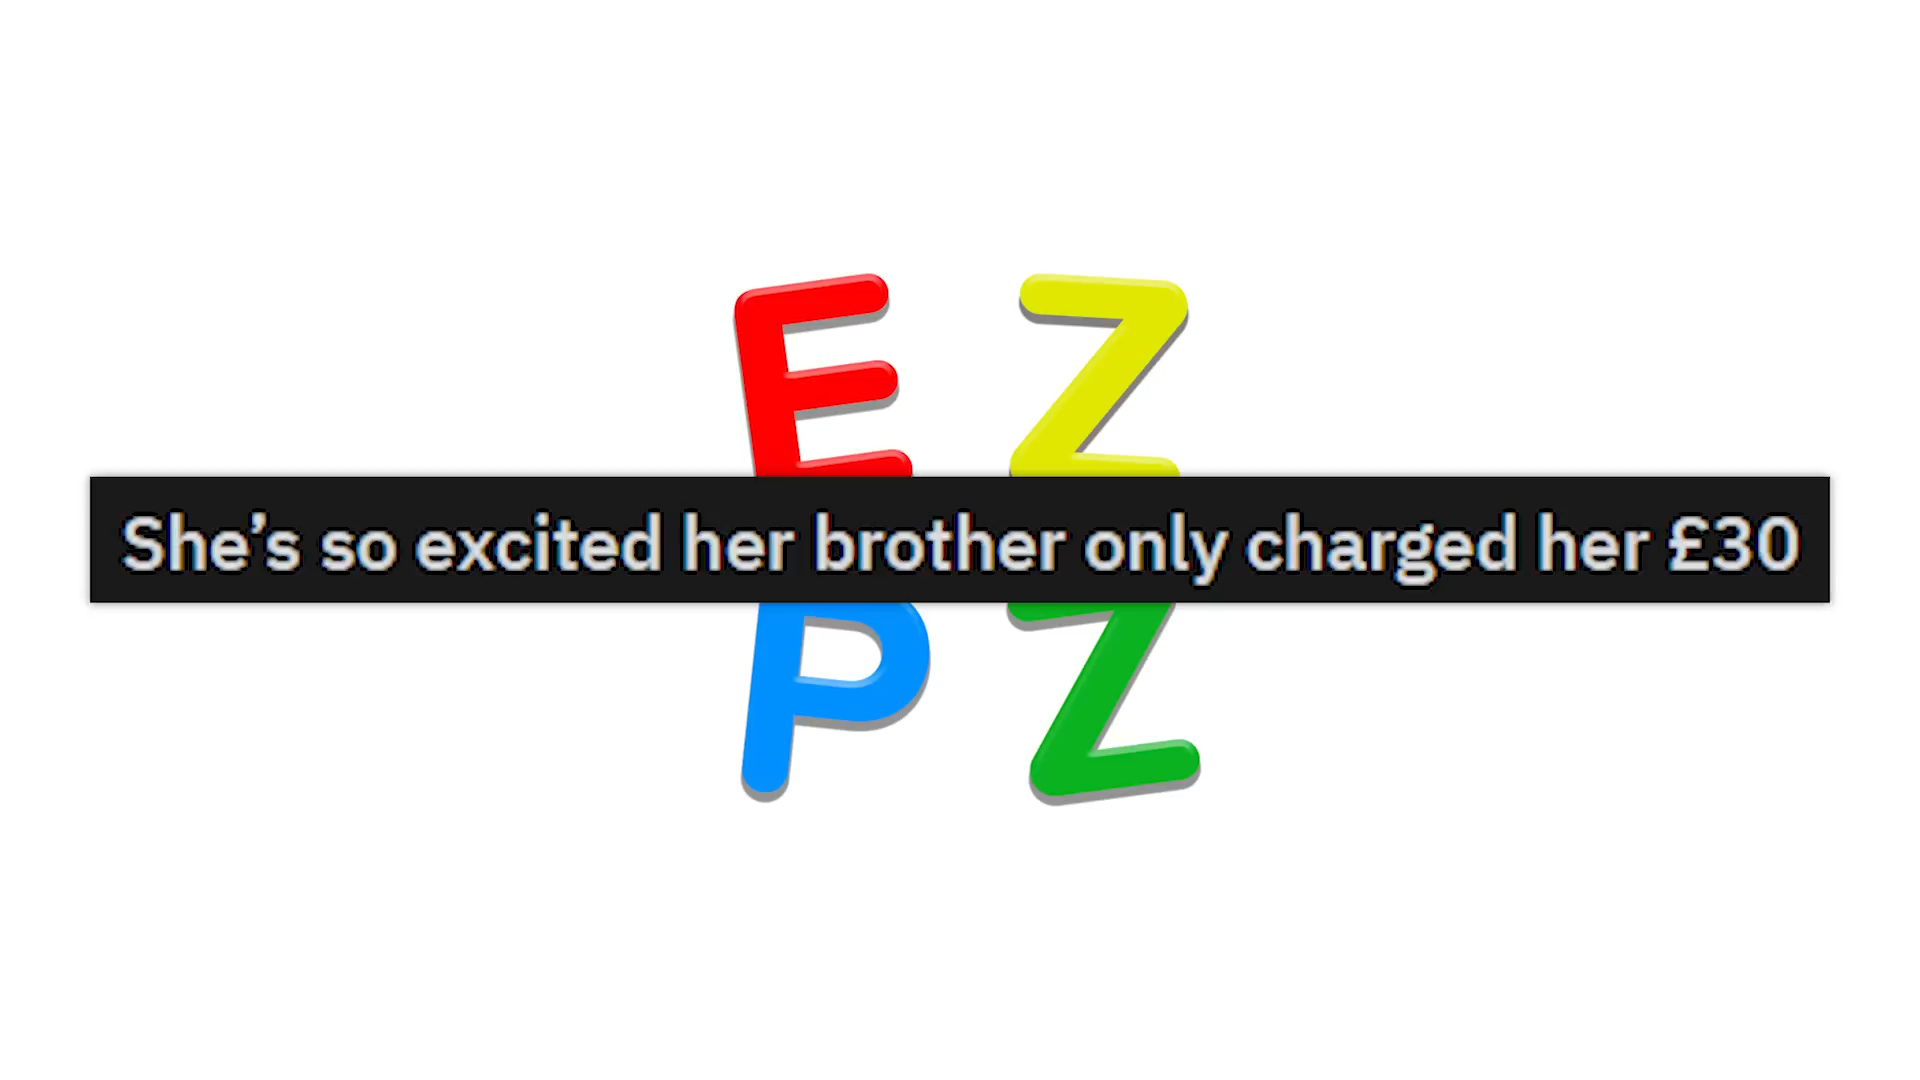 E Z
She’s so excited her brother only charged her £30
P Z